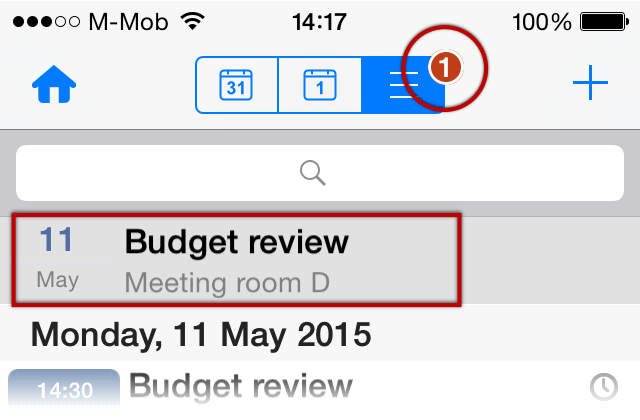 M-Mob 14:17 100%
31 1 1
11 Budget review
May Meeting room D
Monday, 11 May 2015
14:30 Budget review